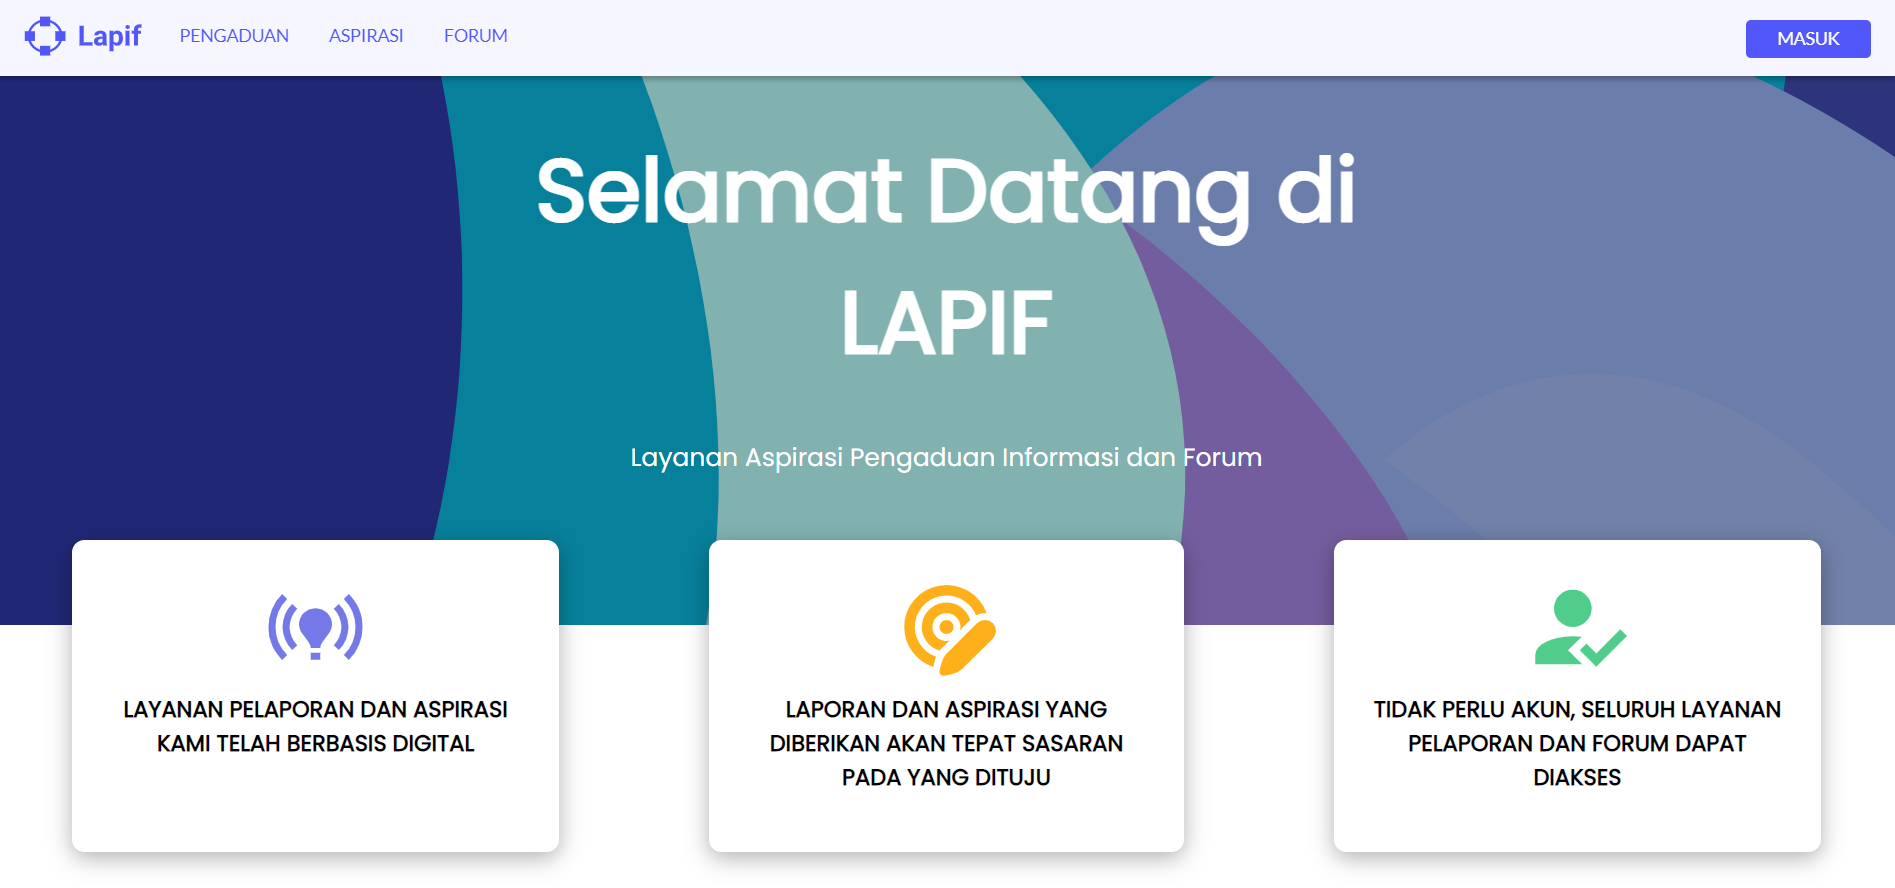 Lapif
PENGADUAN
ASPIRASI
FORUM
MASUK
Selamat Datang di
LAPIF
Layanan Aspirasi Pengaduan Informasi dan Forum
LAYANAN PELAPORAN DAN ASPIRASI
KAMI TELAH BERBASIS DIGITAL
LAPORAN DAN ASPIRASI YANG
DIBERIKAN AKAN TEPAT SASARAN
PADA YANG DITUJU
TIDAK PERLU AKUN, SELURUH LAYANAN
PELAPORAN DAN FORUM DAPAT
DIAKSES